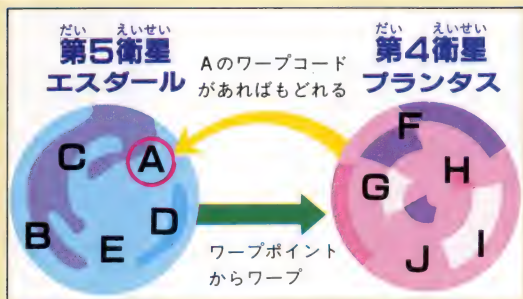 だい えいせい
第5衛星
エスダール
Aのワープコード
があればもどれる
だい えいせい
第4衛星
プランタス
C
A
B
E
D
F
G
H
J
I
ワープポイント
からワープ